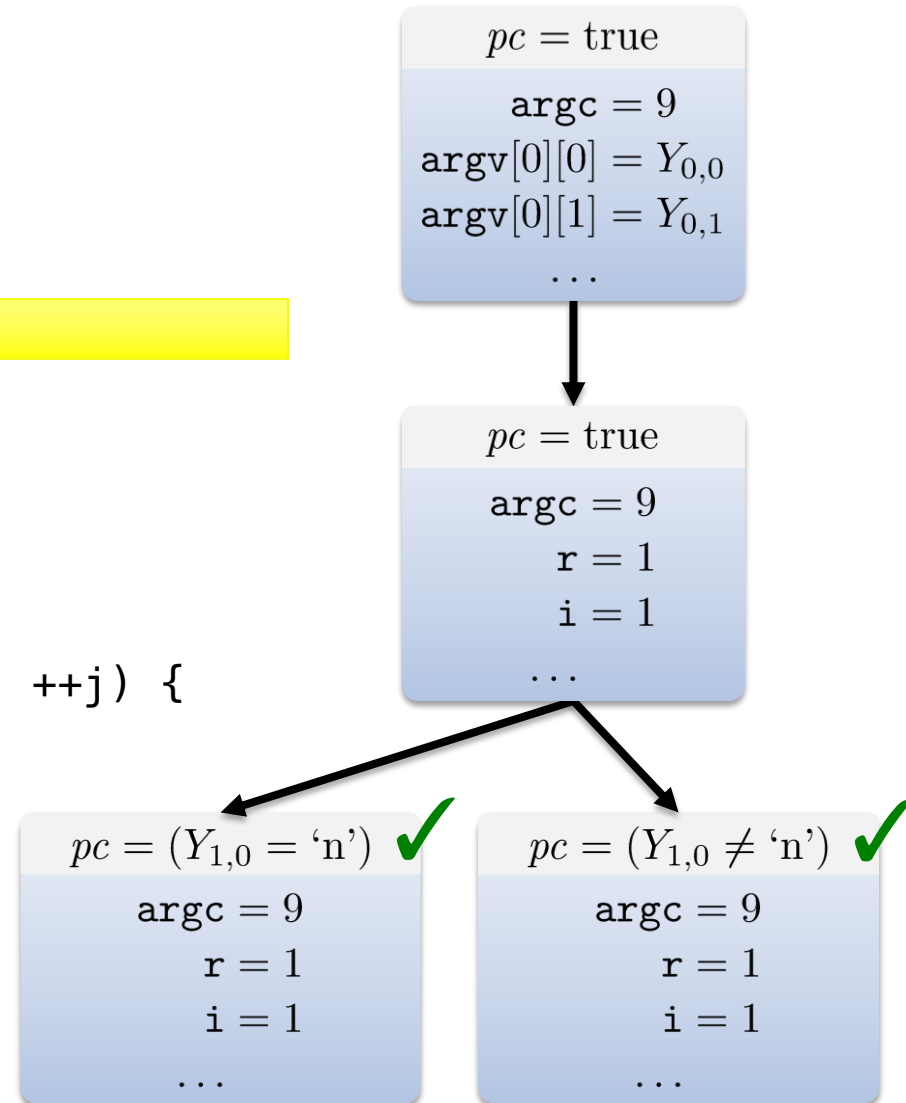 pc = true
argc = 9
argv[0][0] = Y₀,₀
argv[0][1] = Y₀,₁
...
pc = true
argc = 9
r = 1
i = 1
...
++j) {
pc = (Y₁,₀ = ‘n’) ✓
argc = 9
r = 1
i = 1
...
pc = (Y₁,₀ ≠ ‘n’) ✓
argc = 9
r = 1
i = 1
...